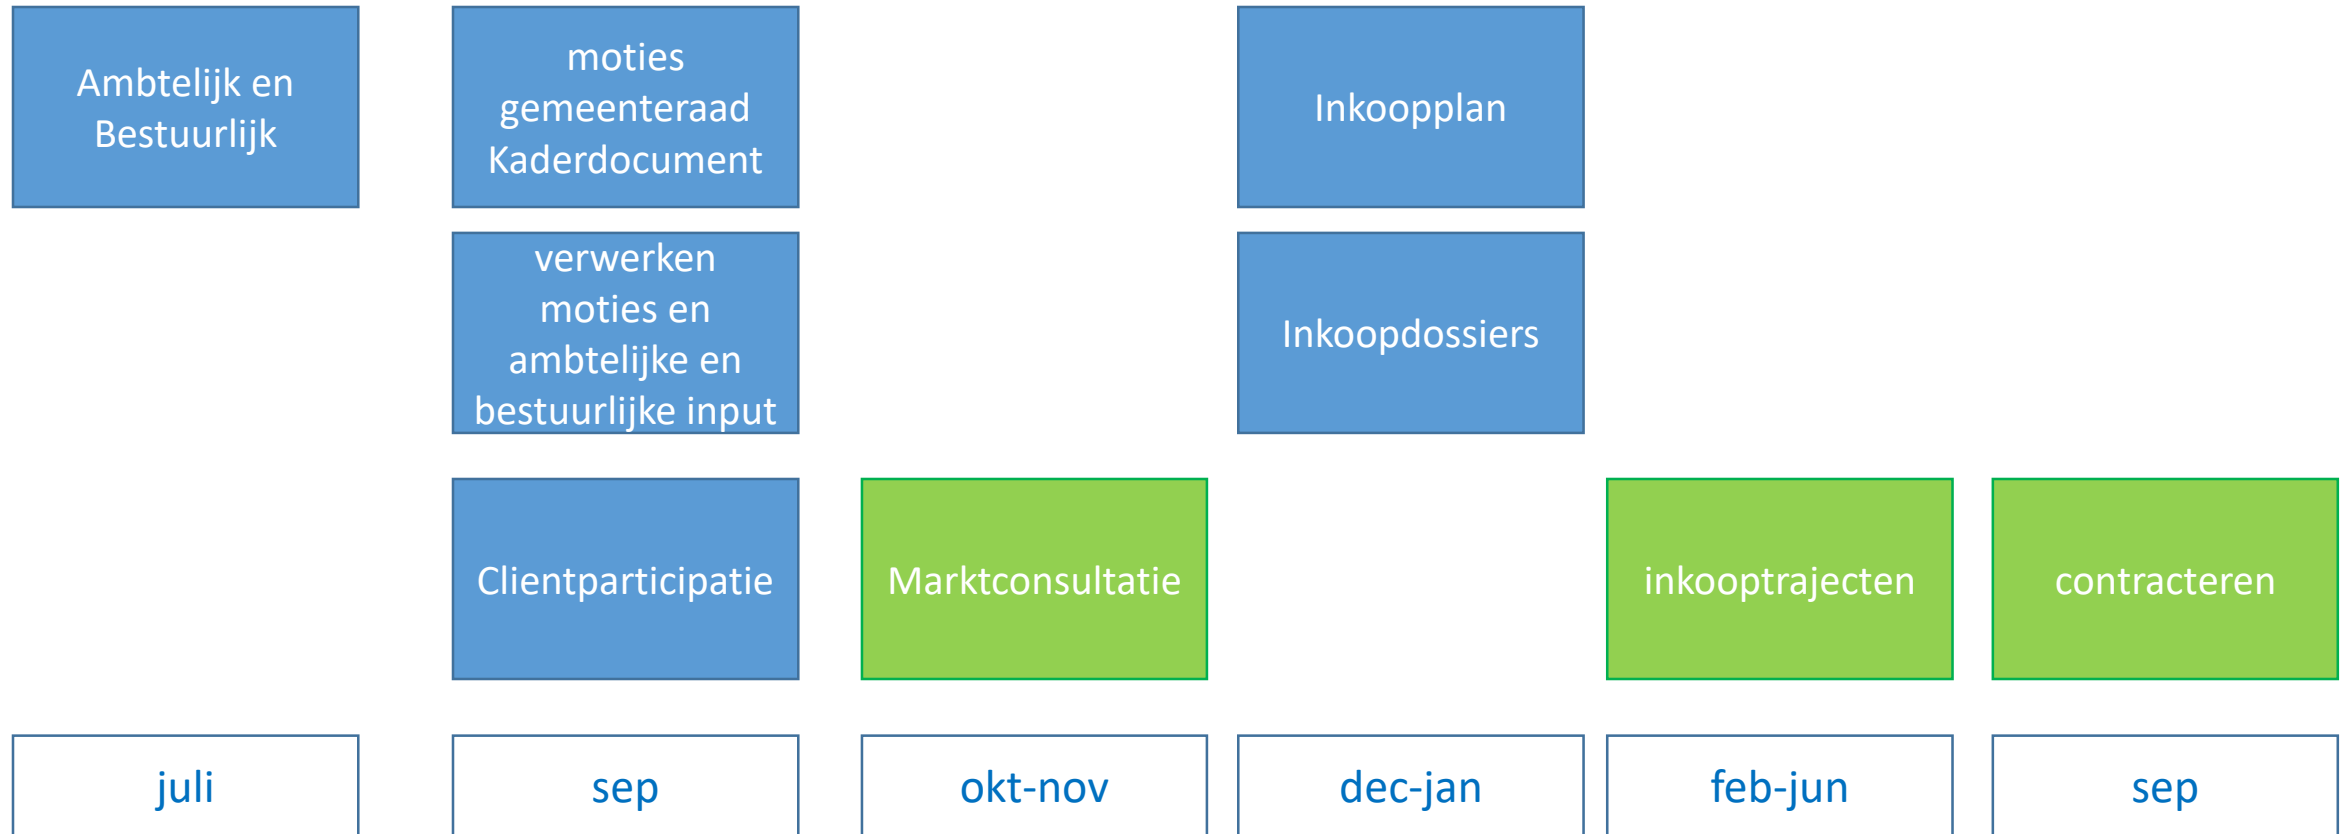 Ambtelijk en
Bestuurlijk
moties
gemeenteraad
Kaderdocument
Inkoopplan
verwerken
moties en
ambtelijke en
bestuurlijke input
Inkoopdossiers
Clientparticipatie
Marktconsultatie
inkooptrajecten
contracteren
juli
sep
okt-nov
dec-jan
feb-jun
sep